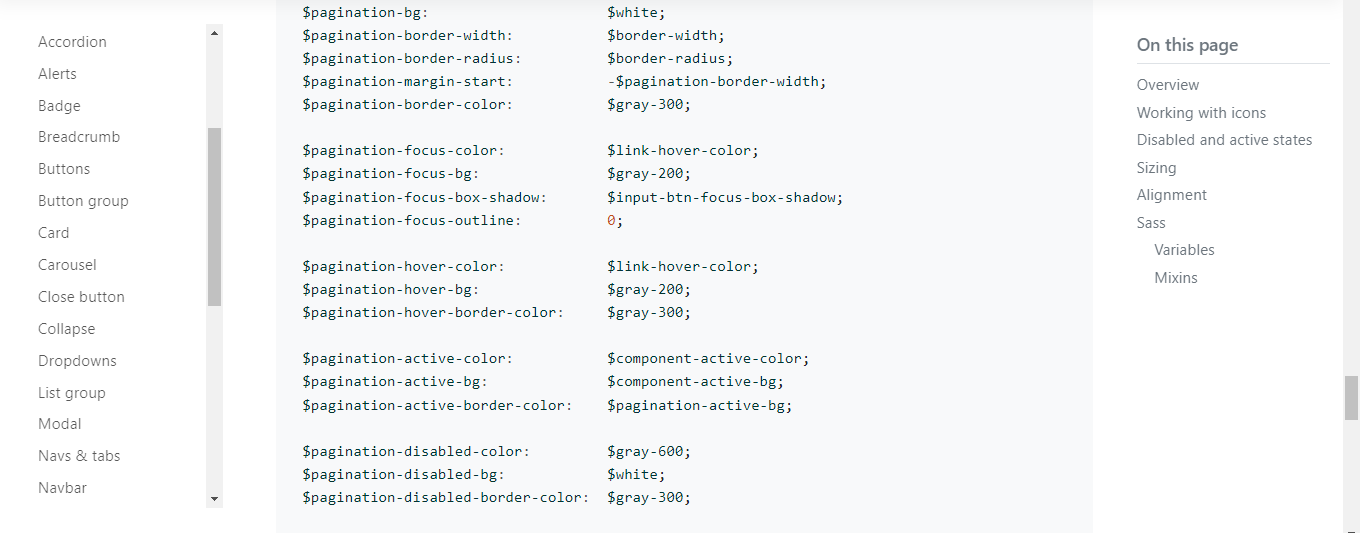 Accordion
Alerts
Badge
Breadcrumb
Buttons
Button group
Card
Carousel
Close button
Collapse
Dropdowns
List group
Modal
Navs & tabs
Navbar
$pagination-bg: $white;
$pagination-border-width: $border-width;
$pagination-border-radius: $border-radius;
$pagination-margin-start: -$pagination-border-width;
$pagination-border-color: $gray-300;
$pagination-focus-color: $link-hover-color;
$pagination-focus-bg: $gray-200;
$pagination-focus-box-shadow: $input-btn-focus-box-shadow;
$pagination-focus-outline: 0;
$pagination-hover-color: $link-hover-color;
$pagination-hover-bg: $gray-200;
$pagination-hover-border-color: $gray-300;
$pagination-active-color: $component-active-color;
$pagination-active-bg: $component-active-bg;
$pagination-active-border-color: $pagination-active-bg;
$pagination-disabled-color: $gray-600;
$pagination-disabled-bg: $white;
$pagination-disabled-border-color: $gray-300;
On this page
Overview
Working with icons
Disabled and active states
Sizing
Alignment
Sass
Variables
Mixins